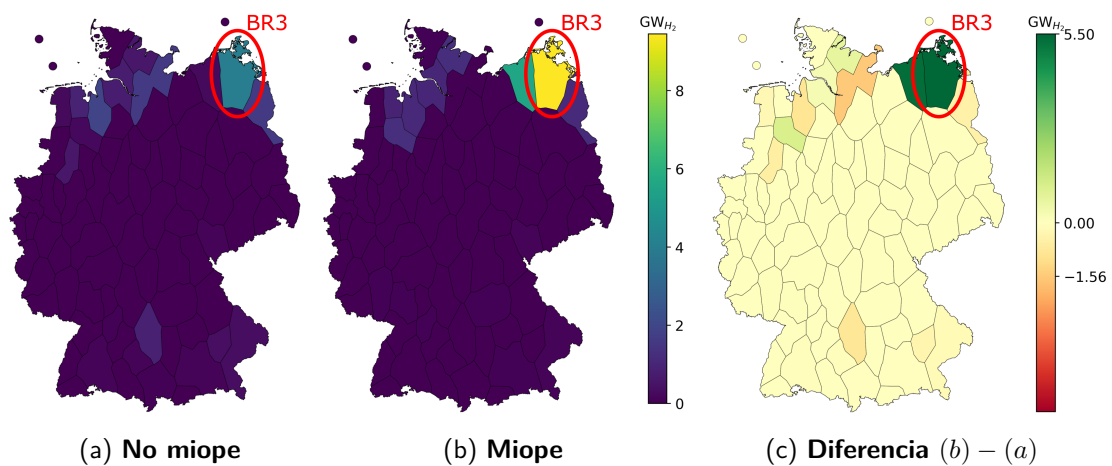 BR3
BR3
GW_{H_2}
8
6
4
2
0
BR3
GW_{H_2}
5.50
0.00
−1.56
(a) No miope
(b) Miope
(c) Diferencia (b) − (a)